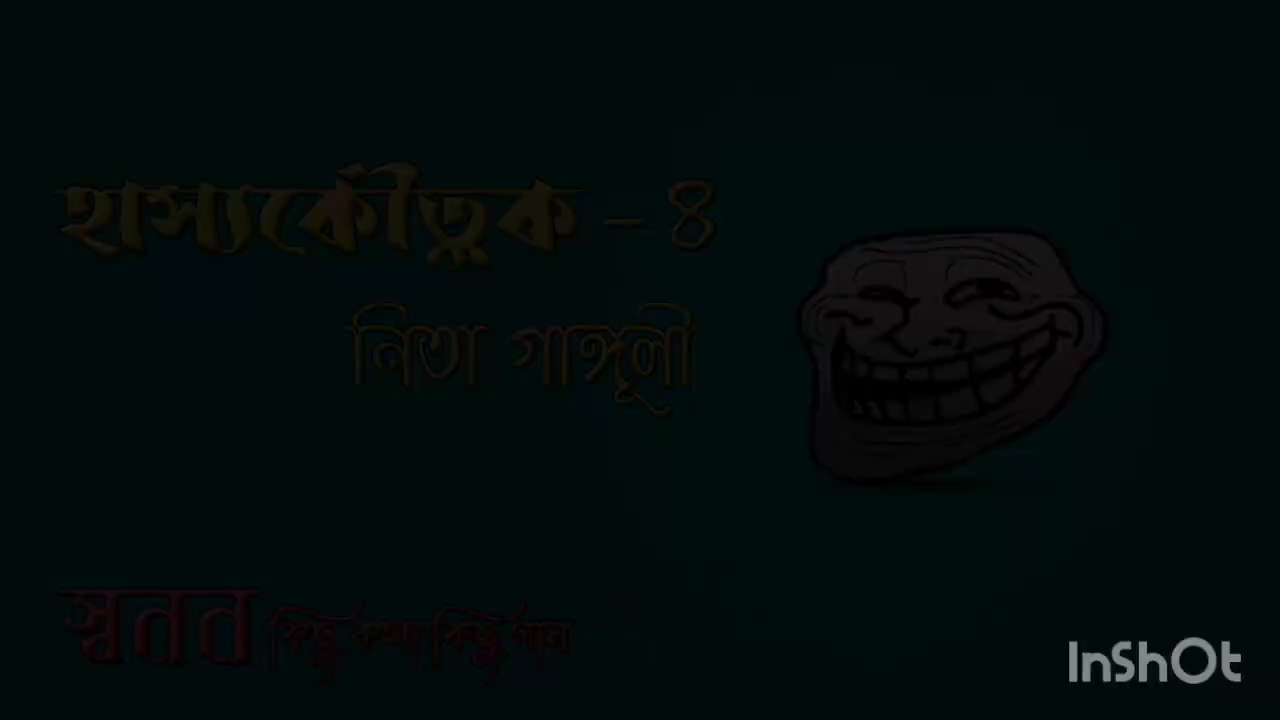 হাস্যকৌতুক – ৪
নিতা গাঙ্গূলী
স্বনন কিছু কথা কিছু গান
InShOt